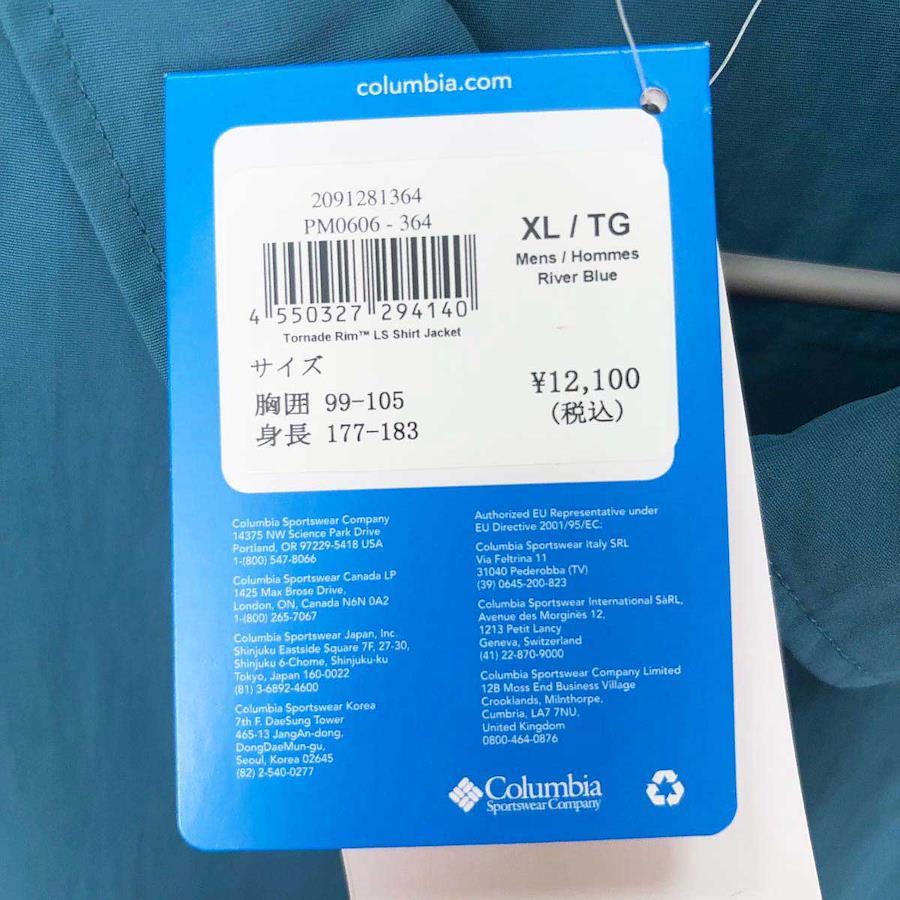 columbia.com
2091281364
PM0606 - 364
4 550327 294140
Tornade Rim™ LS Shirt Jacket
XL / TG
Mens / Hommes
River Blue
サイズ
胸囲 99-105
身長 177-183
¥12,100
(税込)
Columbia Sportswear Company
14375 NW Science Park Drive
Portland, OR 97229-5418 USA
1-(800) 547-8066
Columbia Sportswear Canada LP
1425 Max Brose Drive,
London, ON, Canada N6N 0A2
1-(800) 265-7067
Columbia Sportswear Japan, Inc.
Shinjuku Eastside Square 7F, 27-30,
Shinjuku 6-Chome, Shinjuku-ku
Tokyo, Japan 160-0022
(81) 3-6892-4600
Columbia Sportswear Korea
7th F. DaeSung Tower
465-13 JangAn-dong,
DongDaeMun-gu,
Seoul, Korea 02645
(82) 2-540-0277
Authorized EU Representative under
EU Directive 2001/95/EC:
Columbia Sportswear Italy SRL
Via Feltrina 11
31040 Pederobba (TV)
(39) 0645-200-823
Columbia Sportswear International SàRL,
Avenue des Morgines 12,
1213 Petit Lancy
Geneva, Switzerland
(41) 22-870-9000
Columbia Sportswear Company Limited
12B Moss End Business Village
Crooklands, Milnthorpe,
Cumbria, LA7 7NU,
United Kingdom
0800-464-0876
Columbia
Sportswear Company